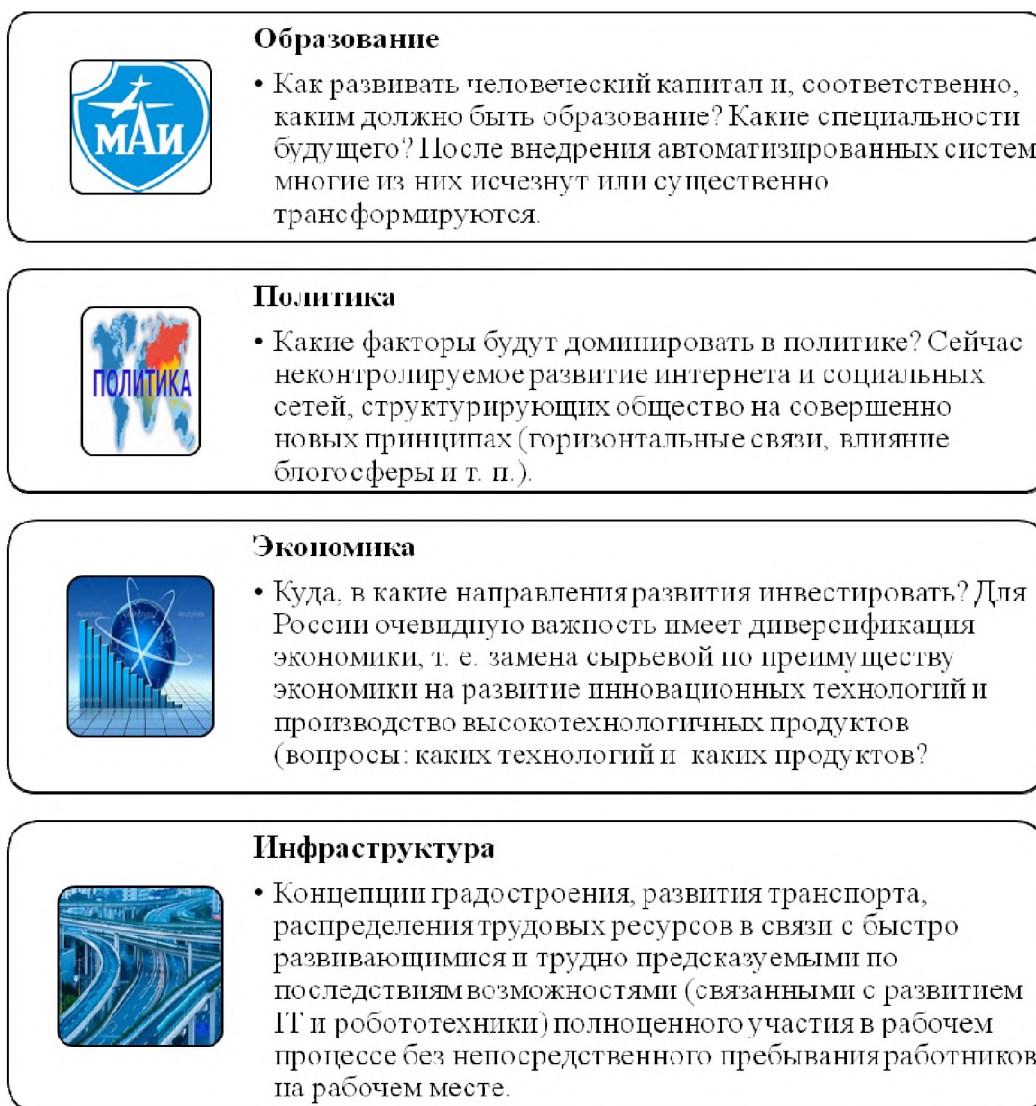 Образование
• Как развивать человеческий капитал и, соответственно,
каким должно быть образование? Какие специальности
будущего? После внедрения автоматизированных систем
многие из них исчезнут или существенно
трансформируются.
МАИ
Политика
• Какие факторы будут доминировать в политике? Сейчас
неконтролируемое развитие интернета и социальных
сетей, структурирующих общество на совершенно
новых принципах (горизонтальные связи, влияние
блогосферы и т. п.).
ПОЛИТИКА
Экономика
• Куда, в какие направления развития инвестировать? Для
России очевидную важность имеет диверсификация
экономики, т. е. замена сырьевой по преимуществу
экономики на развитие инновационных технологий и
производство высокотехнологичных продуктов
(вопросы: каких технологий и каких продуктов?
Инфраструктура
• Концепции градостроения, развития транспорта,
распределения трудовых ресурсов в связи с быстро
развивающимися и трудно предсказуемыми по
последствиям возможностями (связанными с развитием
IT и робототехники) полноценного участия в рабочем
процессе без непосредственного пребывания работников
на рабочем месте.